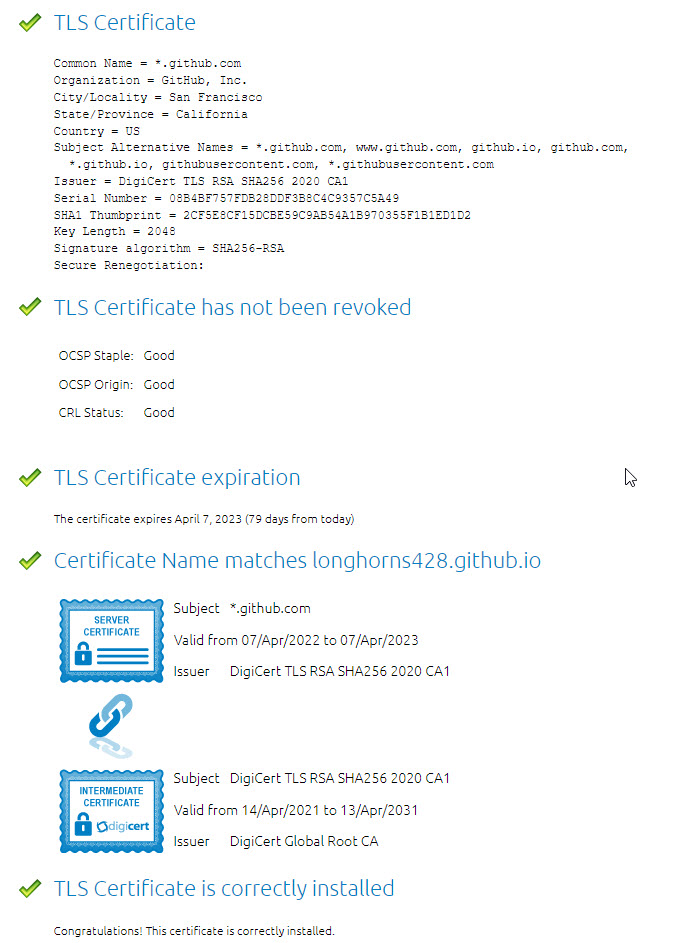 TLS Certificate
Common Name = *.github.com
Organization = GitHub, Inc.
City/Locality = San Francisco
State/Province = California
Country = US
Subject Alternative Names = *.github.com, www.github.com, github.io, github.com,
*.github.io, githubusercontent.com, *.githubusercontent.com
Issuer = DigiCert TLS RSA SHA256 2020 CA1
Serial Number = 08B4BF757FDB28DDF3B8C4C9357C5A49
SHA1 Thumbprint = 2CF5E8CF15DCBE59C9AB54A1B970355F1B1ED1D2
Key Length = 2048
Signature algorithm = SHA256-RSA
Secure Renegotiation:
TLS Certificate has not been revoked
OCSP Staple: Good
OCSP Origin: Good
CRL Status: Good
TLS Certificate expiration
The certificate expires April 7, 2023 (79 days from today)
Certificate Name matches longhorns428.github.io
SERVER
CERTIFICATE
Subject *.github.com
Valid from 07/Apr/2022 to 07/Apr/2023
Issuer DigiCert TLS RSA SHA256 2020 CA1
INTERMEDIATE
CERTIFICATE
digicert
Subject DigiCert TLS RSA SHA256 2020 CA1
Valid from 14/Apr/2021 to 13/Apr/2031
Issuer DigiCert Global Root CA
TLS Certificate is correctly installed
Congratulations! This certificate is correctly installed.